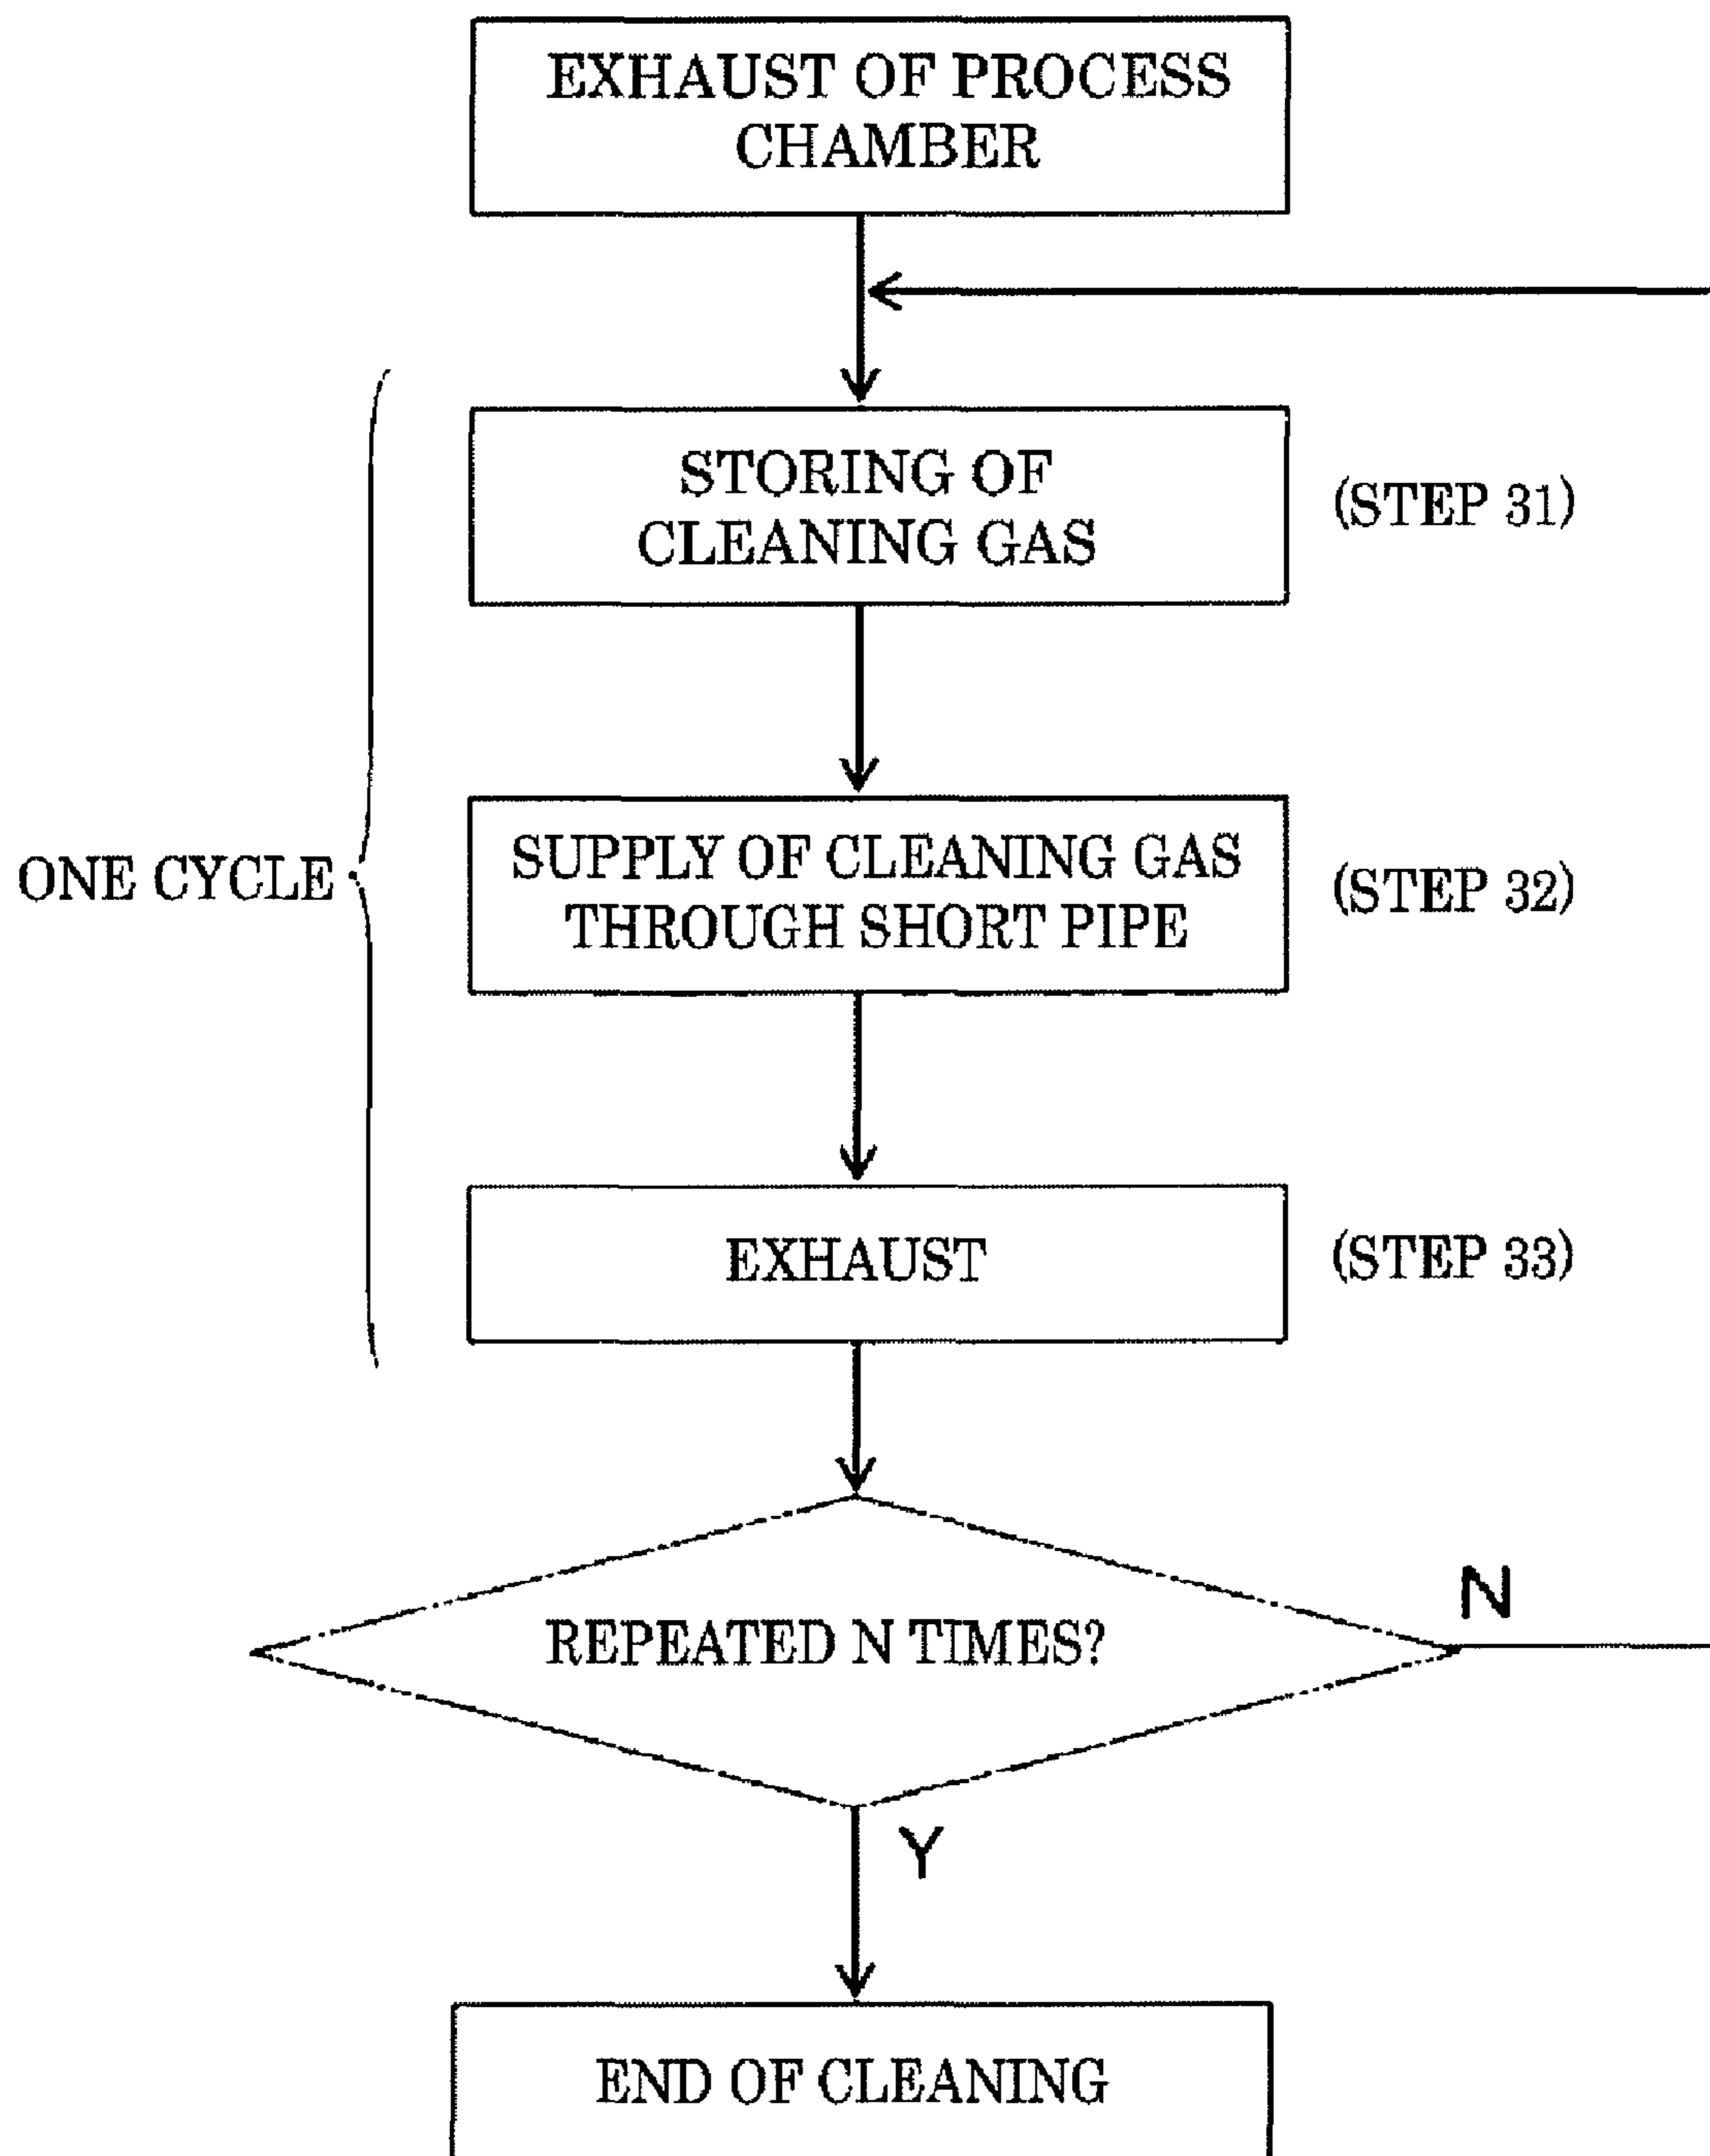 EXHAUST OF PROCESS
CHAMBER
STORING OF
CLEANING GAS
(STEP 31)
ONE CYCLE
SUPPLY OF CLEANING GAS
THROUGH SHORT PIPE
(STEP 32)
EXHAUST
(STEP 33)
REPEATED N TIMES?
N
Y
END OF CLEANING